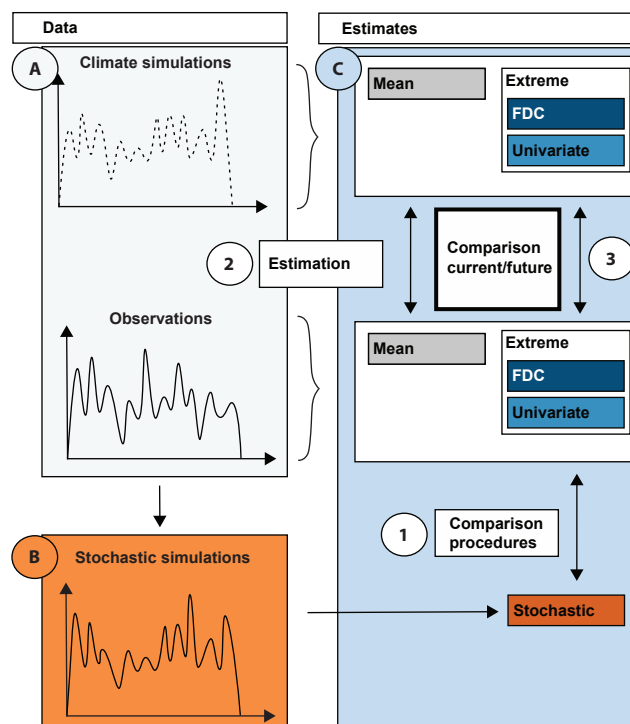 Data
Estimates
A
Climate simulations
C
Mean
Extreme
FDC
Univariate
2
Estimation
Comparison
current/future
3
Observations
Mean
Extreme
FDC
Univariate
1
Comparison
procedures
B
Stochastic simulations
Stochastic